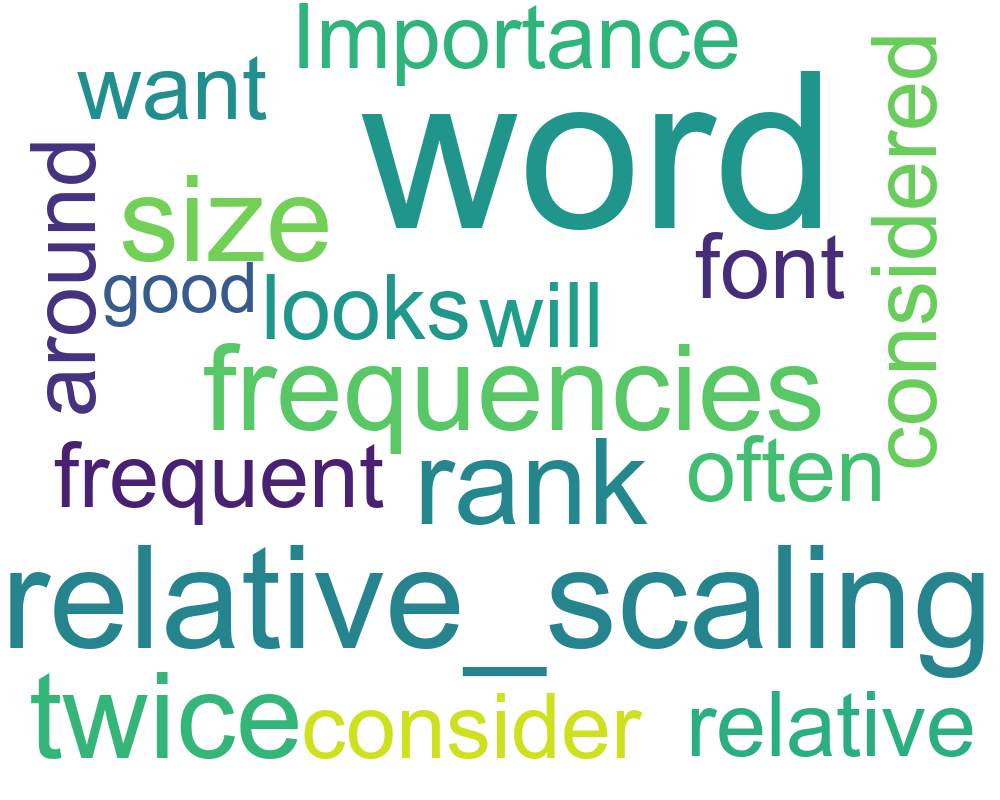 Importance
want
word
considered
around
size
font
good
looks
will
frequencies
frequent
rank
often
relative_scaling
twice
consider
relative